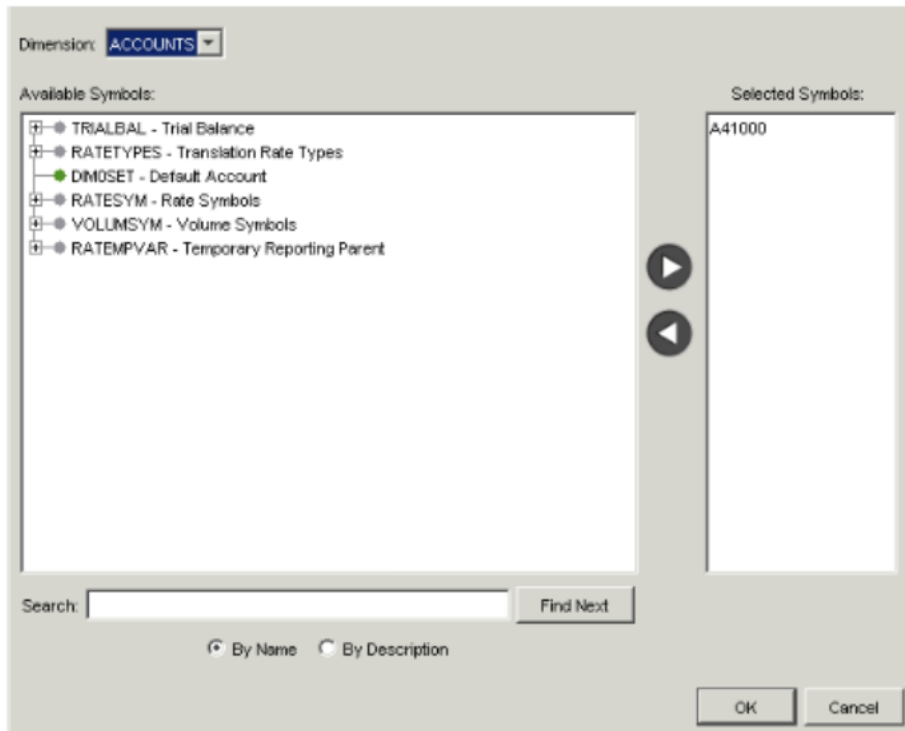 Dimension: ACCOUNTS
Available Symbols:
Selected Symbols:
TRIALBAL - Trial Balance
RATETYPES - Translation Rate Types
DIM0SET - Default Account
RATESYM - Rate Symbols
VOLUMSYM - Volume Symbols
RATEMPVAR - Temporary Reporting Parent
A41000
Search:
Find Next
By Name
By Description
OK
Cancel